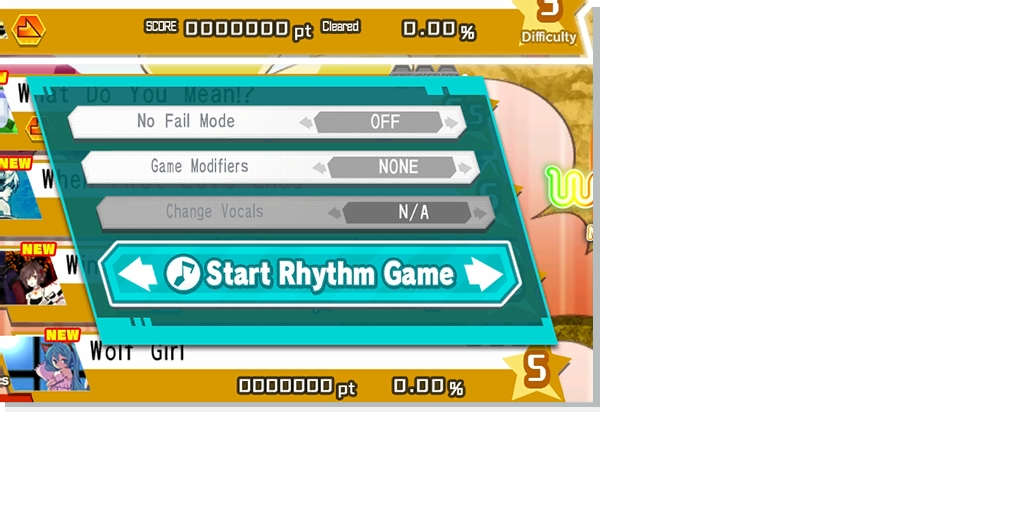 SCORE 0000000 pt Cleared 0.00 %
Difficulty
What Do You Mean!?
No Fail Mode OFF
NEW
Game Modifiers NONE
Change Vocals N/A
NEW
Start Rhythm Game
NEW
Wolf Girl
5
0000000 pt 0.00 %